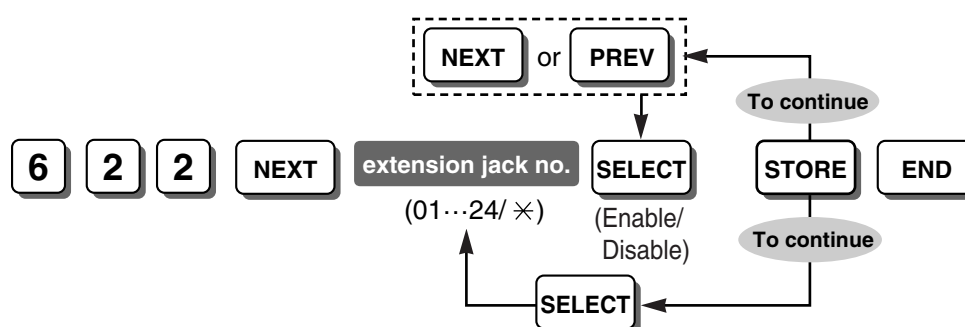 NEXT or PREV
To continue
6 2 2 NEXT extension jack no. SELECT STORE END
(01···24/ ✳)
(Enable/
Disable)
To continue
SELECT